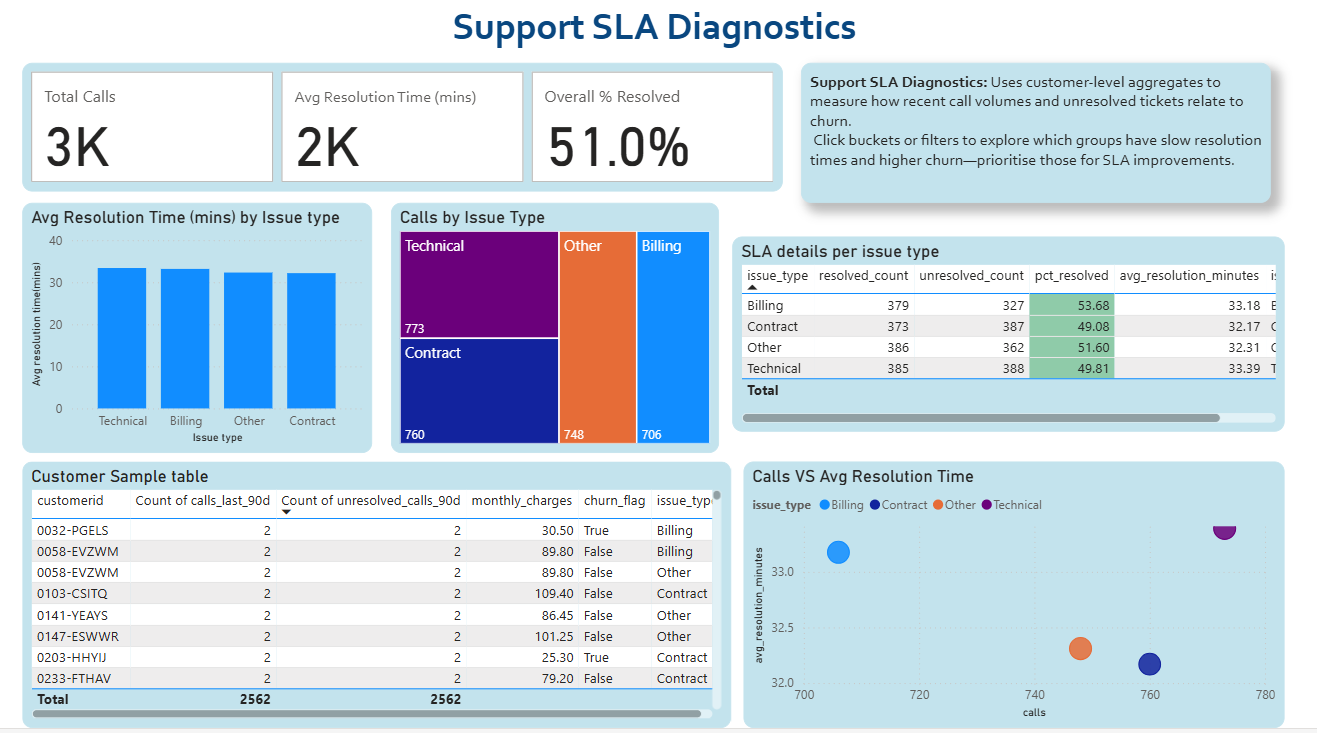 Support SLA Diagnostics
Total Calls
3K
Avg Resolution Time (mins)
2K
Overall % Resolved
51.0%
Support SLA Diagnostics: Uses customer-level aggregates to
measure how recent call volumes and unresolved tickets relate to
churn.
Click buckets or filters to explore which groups have slow resolution
times and higher churn—prioritise those for SLA improvements.
Avg Resolution Time (mins) by Issue type
Avg resolution time(mins)
40
30
20
10
0
Technical Billing Other Contract
Issue type
Calls by Issue Type
Technical
773
Contract
760
Other
748
Billing
706
SLA details per issue type
issue_type resolved_count unresolved_count pct_resolved avg_resolution_minutes
Billing 379 327 53.68 33.18
Contract 373 387 49.08 32.17
Other 386 362 51.60 32.31
Technical 385 388 49.81 33.39
Total
Customer Sample table
customerid Count of calls_last_90d Count of unresolved_calls_90d monthly_charges churn_flag issue_typ
0032-PGELS 2 2 30.50 True Billing
0058-EVZWM 2 2 89.80 False Billing
0058-EVZWM 2 2 89.80 False Other
0103-CSITQ 2 2 109.40 False Contract
0141-YEAYS 2 2 86.45 False Other
0147-ESWWR 2 2 101.25 False Other
0203-HHYIJ 2 2 25.30 True Contract
0233-FTHAV 2 2 79.20 False Contract
Total 2562 2562
Calls VS Avg Resolution Time
issue_type Billing Contract Other Technical
avg_resolution_minutes
33.0
32.5
32.0
700 720 740 760 780
calls